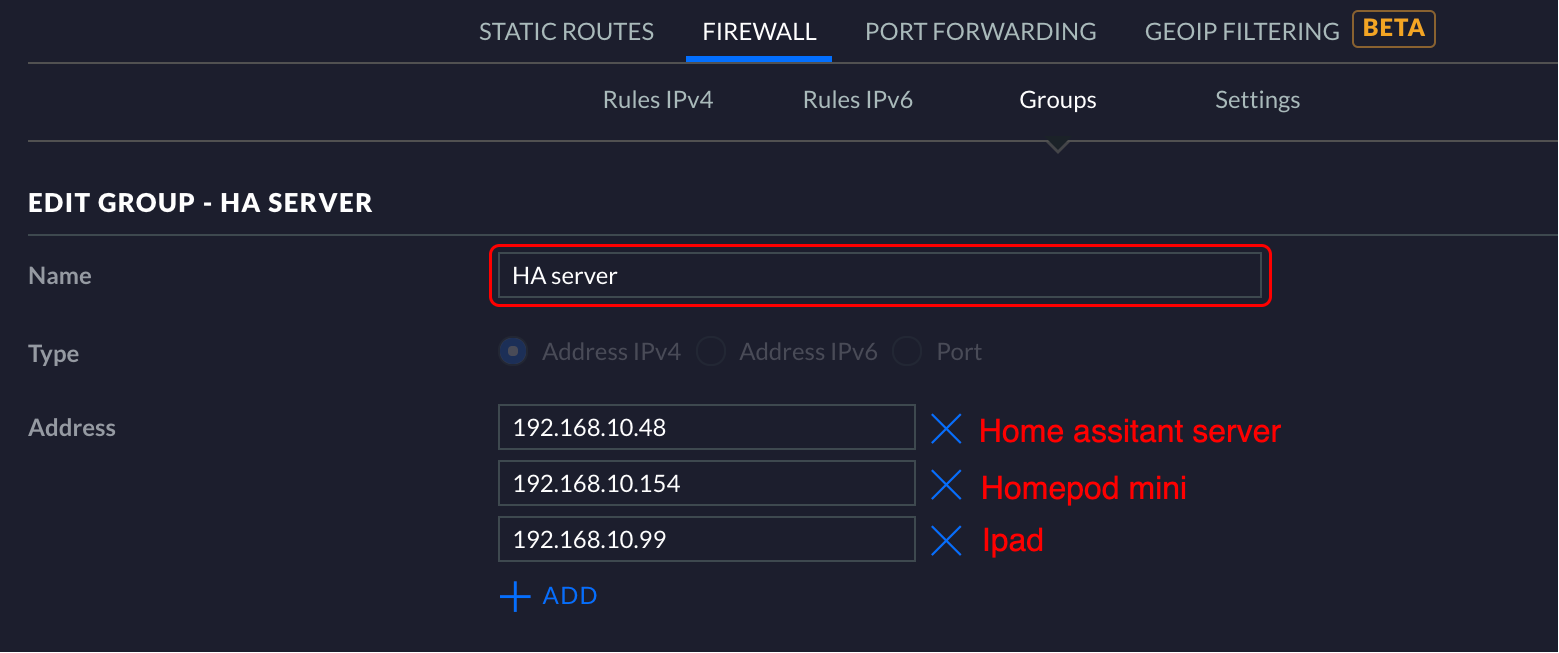 STATIC ROUTES FIREWALL PORT FORWARDING GEOIP FILTERING BETA
Rules IPv4 Rules IPv6 Groups Settings
EDIT GROUP - HA SERVER
Name HA server
Type Address IPv4 Address IPv6 Port
Address 192.168.10.48 Home assitant server
192.168.10.154 Homepod mini
192.168.10.99 Ipad
ADD